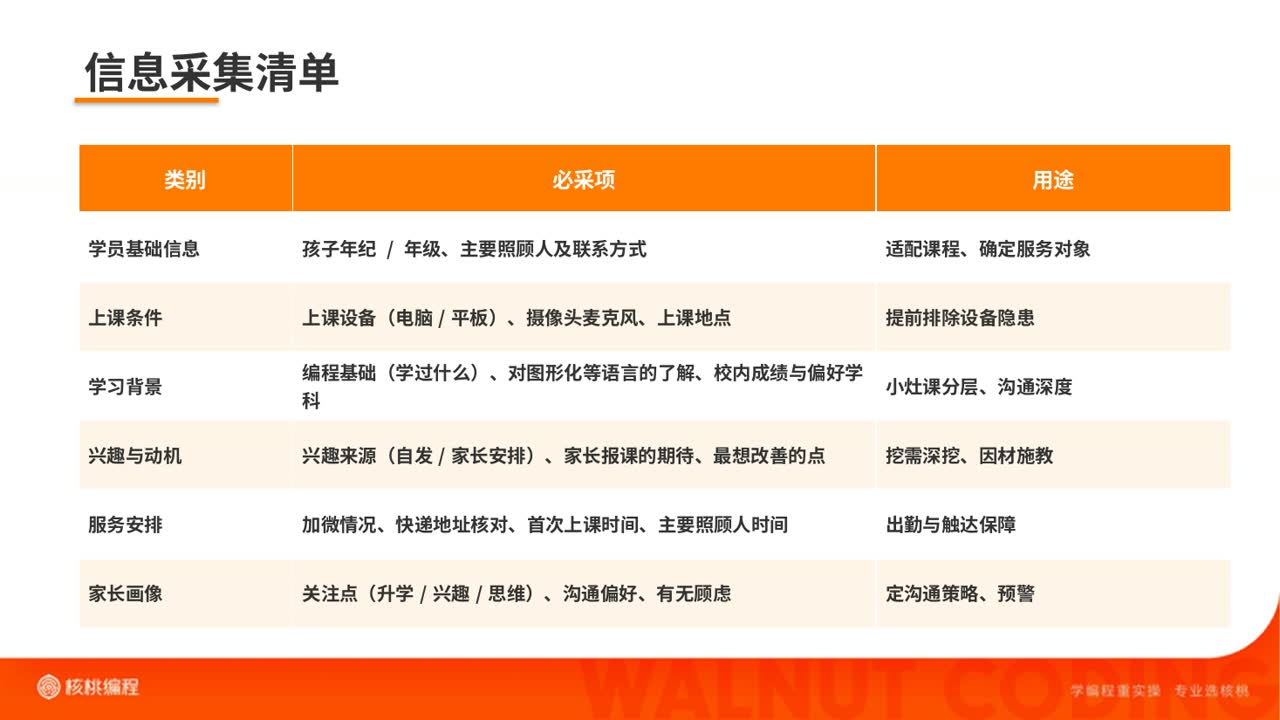 信息采集清单
类别 必采项 用途
学员基础信息 孩子年纪 / 年级、主要照顾人及联系方式 适配课程、确定服务对象
上课条件 上课设备（电脑 / 平板）、摄像头麦克风、上课地点 提前排除设备隐患
学习背景 编程基础（学过什么）、对图形化等语言的了解、校内成绩与偏好学
科 小灶课分层、沟通深度
兴趣与动机 兴趣来源（自发 / 家长安排）、家长报课的期待、最想改善的点 挖需深挖、因材施教
服务安排 加微情况、快递地址核对、首次上课时间、主要照顾人时间 出勤与触达保障
家长画像 关注点（升学 / 兴趣 / 思维）、沟通偏好、有无顾虑 定沟通策略、预警
核桃编程
WALNUT CODING
学编程重实操 专业选核桃